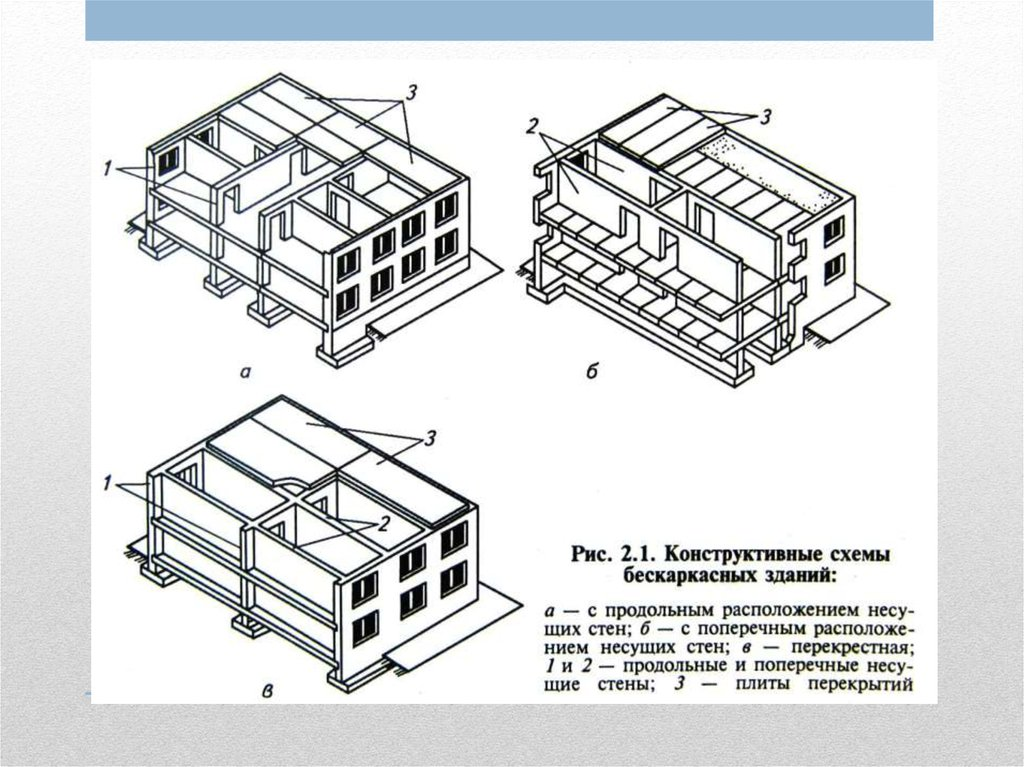 3
1
а
2
3
б
3
1
2
в
Рис. 2.1. Конструктивные схемы
бескаркасных зданий:
а — с продольным расположением несу-
щих стен; б — с поперечным расположе-
нием несущих стен; в — перекрестная;
1 и 2 — продольные и поперечные несу-
щие стены; 3 — плиты перекрытий